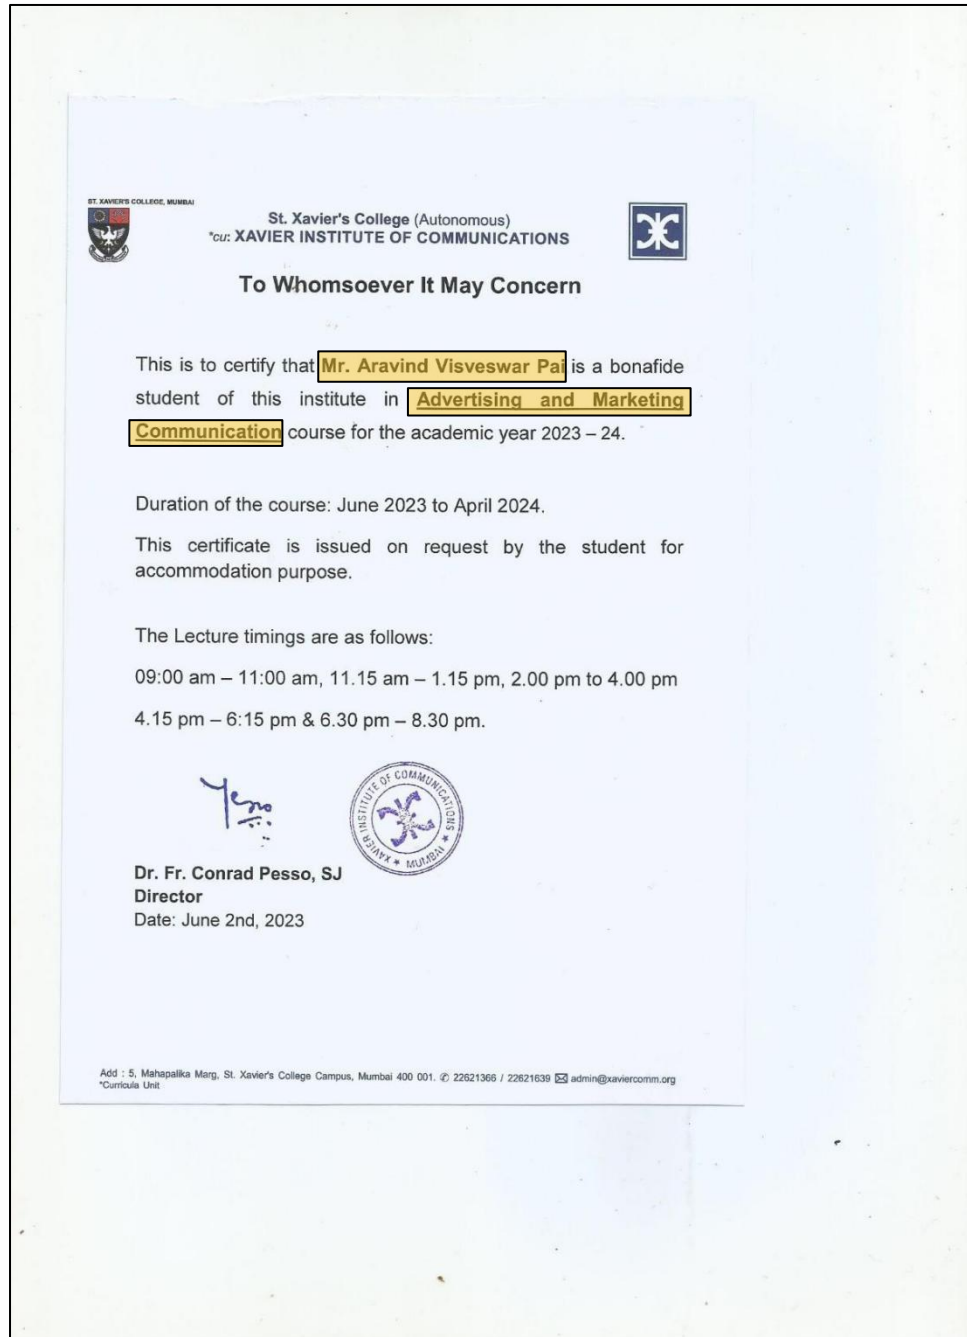 ST. XAVIER'S COLLEGE, MUMBAI
St. Xavier's College (Autonomous)
*cu: XAVIER INSTITUTE OF COMMUNICATIONS
To Whomsoever It May Concern
This is to certify that Mr. Aravind Visveswar Pai is a bonafide
student of this institute in Advertising and Marketing
Communication course for the academic year 2023 – 24.
Duration of the course: June 2023 to April 2024.
This certificate is issued on request by the student for
accommodation purpose.
The Lecture timings are as follows:
09:00 am – 11:00 am, 11.15 am – 1.15 pm, 2.00 pm to 4.00 pm
4.15 pm – 6:15 pm & 6.30 pm – 8.30 pm.
XAVIER INSTITUTE OF COMMUNICATIONS ★ MUMBAI ★
Dr. Fr. Conrad Pesso, SJ
Director
Date: June 2nd, 2023
Add : 5, Mahapalika Marg, St. Xavier's College Campus, Mumbai 400 001. ✆ 22621366 / 22621639 ✉ admin@xaviercomm.org
*Curricula Unit